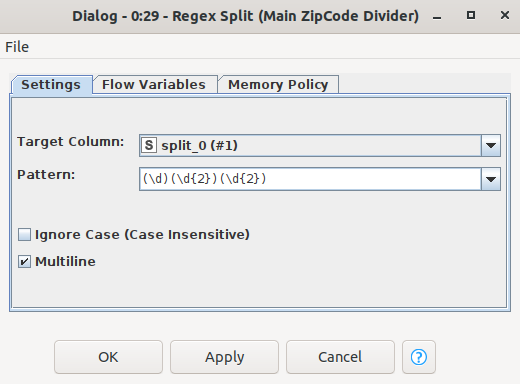 Dialog - 0:29 - Regex Split (Main ZipCode Divider)
File
Settings Flow Variables Memory Policy
Target Column: S split_0 (#1)
Pattern: (\d)(\d{2})(\d{2})
Ignore Case (Case Insensitive)
Multiline
OK Apply Cancel ?